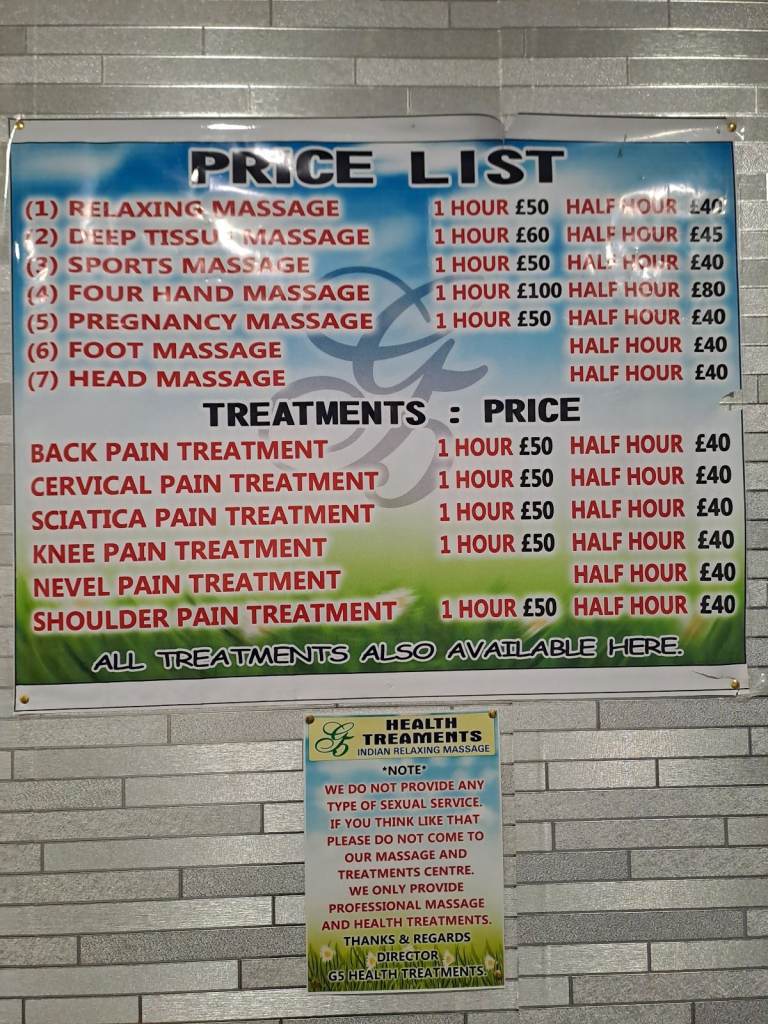 PRICE LIST
(1) RELAXING MASSAGE 1 HOUR £50 HALF HOUR £40
(2) DEEP TISSUE MASSAGE 1 HOUR £60 HALF HOUR £45
(3) SPORTS MASSAGE 1 HOUR £50 HALF HOUR £40
(4) FOUR HAND MASSAGE 1 HOUR £100 HALF HOUR £80
(5) PREGNANCY MASSAGE 1 HOUR £50 HALF HOUR £40
(6) FOOT MASSAGE HALF HOUR £40
(7) HEAD MASSAGE HALF HOUR £40
TREATMENTS : PRICE
BACK PAIN TREATMENT 1 HOUR £50 HALF HOUR £40
CERVICAL PAIN TREATMENT 1 HOUR £50 HALF HOUR £40
SCIATICA PAIN TREATMENT 1 HOUR £50 HALF HOUR £40
KNEE PAIN TREATMENT 1 HOUR £50 HALF HOUR £40
NEVEL PAIN TREATMENT HALF HOUR £40
SHOULDER PAIN TREATMENT 1 HOUR £50 HALF HOUR £40
ALL TREATMENTS ALSO AVAILABLE HERE.
G5 HEALTH
TREAMENTS
INDIAN RELAXING MASSAGE
*NOTE*
WE DO NOT PROVIDE ANY
TYPE OF SEXUAL SERVICE.
IF YOU THINK LIKE THAT
PLEASE DO NOT COME TO
OUR MASSAGE AND
TREATMENTS CENTRE.
WE ONLY PROVIDE
PROFESSIONAL MASSAGE
AND HEALTH TREATMENTS.
THANKS & REGARDS
DIRECTOR
G5 HEALTH TREATMENTS.